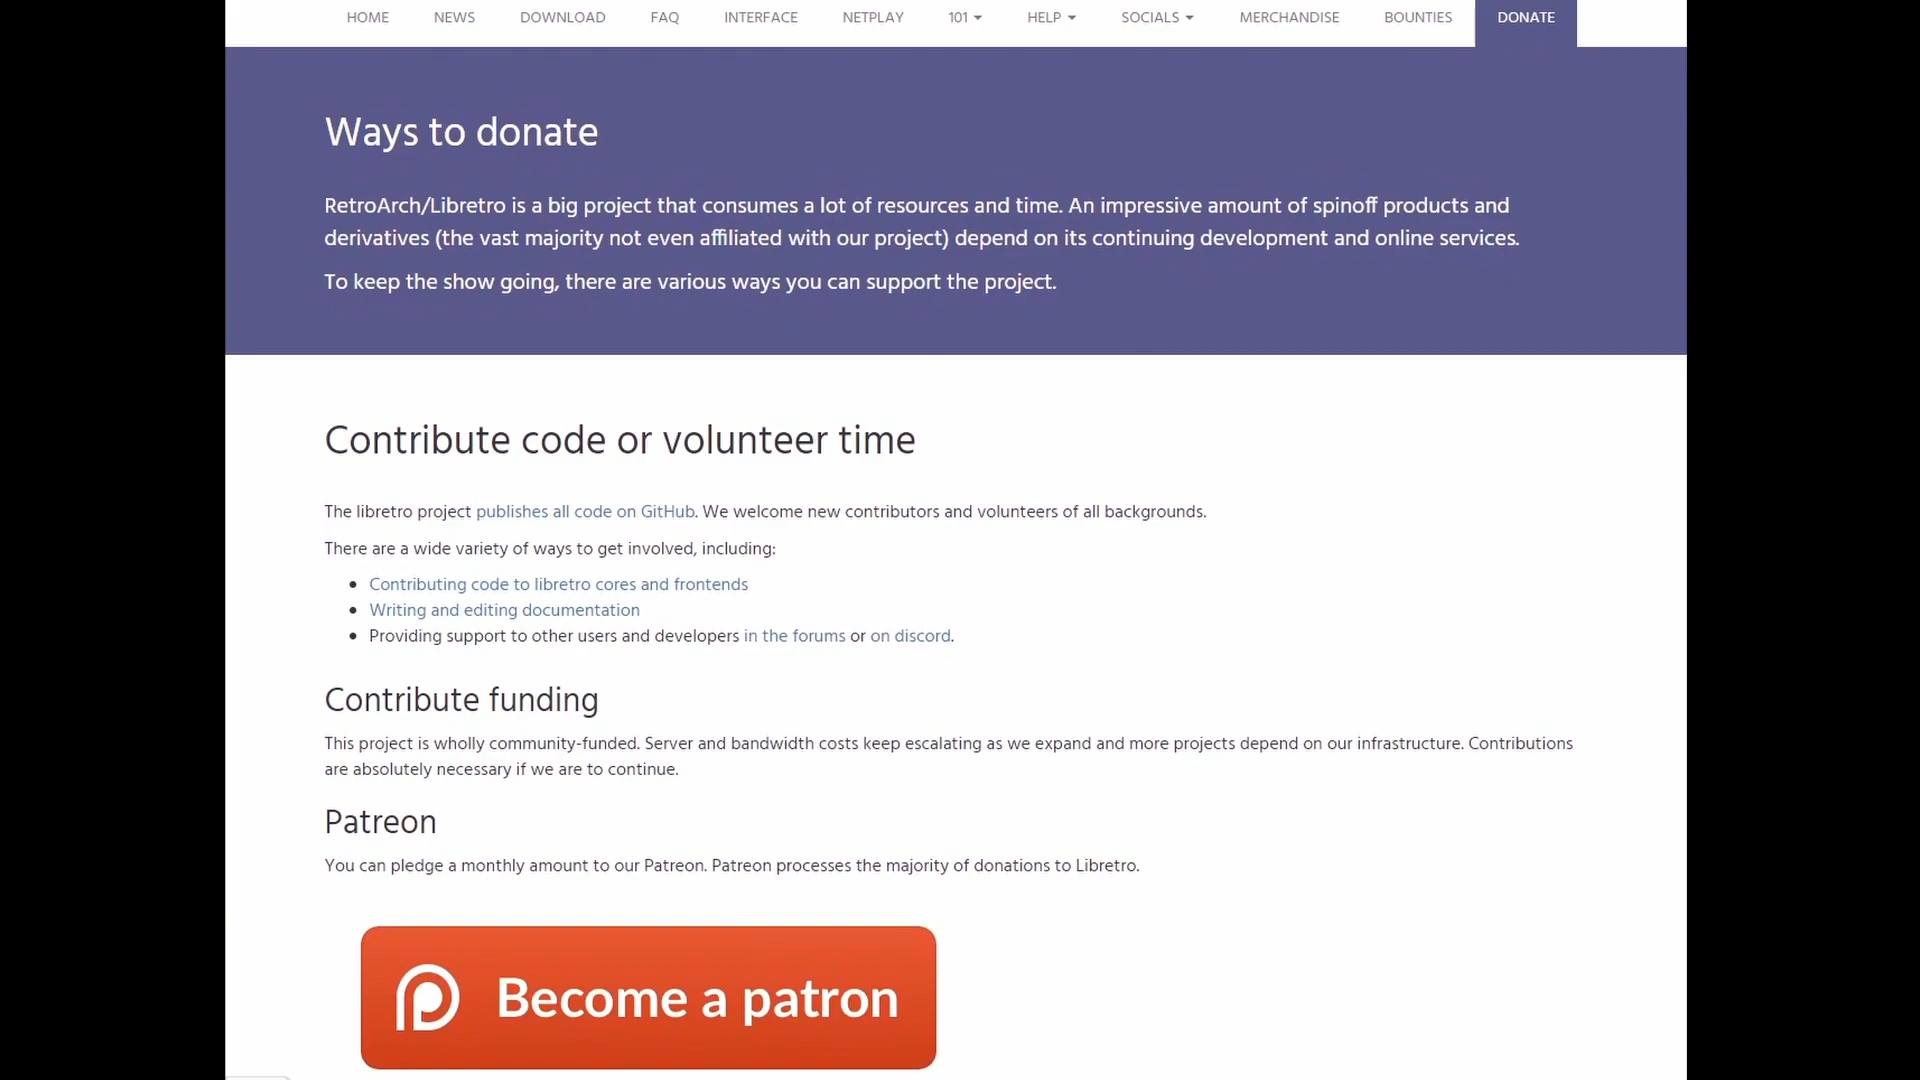 HOME NEWS DOWNLOAD FAQ INTERFACE NETPLAY 101 HELP SOCIALS MERCHANDISE BOUNTIES DONATE
Ways to donate
RetroArch/Libretro is a big project that consumes a lot of resources and time. An impressive amount of spinoff products and
derivatives (the vast majority not even affiliated with our project) depend on its continuing development and online services.
To keep the show going, there are various ways you can support the project.
Contribute code or volunteer time
The libretro project publishes all code on GitHub. We welcome new contributors and volunteers of all backgrounds.
There are a wide variety of ways to get involved, including:
Contributing code to libretro cores and frontends
Writing and editing documentation
Providing support to other users and developers in the forums or on discord.
Contribute funding
This project is wholly community-funded. Server and bandwidth costs keep escalating as we expand and more projects depend on our infrastructure. Contributions
are absolutely necessary if we are to continue.
Patreon
You can pledge a monthly amount to our Patreon. Patreon processes the majority of donations to Libretro.
Become a patron